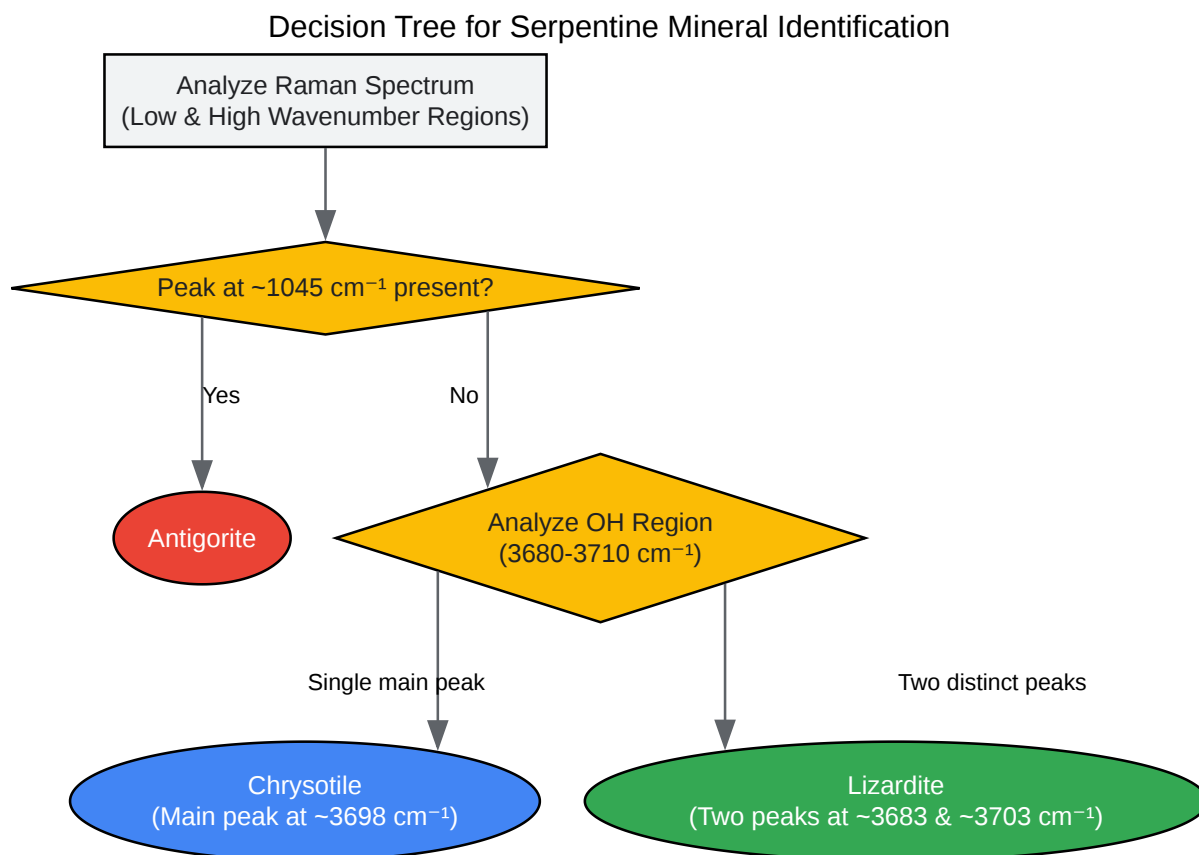 Decision Tree for Serpentine Mineral Identification
Analyze Raman Spectrum
(Low & High Wavenumber Regions)
Peak at ~1045 cm⁻¹ present?
Yes
No
Antigorite
Analyze OH Region
(3680-3710 cm⁻¹)
Single main peak
Two distinct peaks
Chrysotile
(Main peak at ~3698 cm⁻¹)
Lizardite
(Two peaks at ~3683 & ~3703 cm⁻¹)